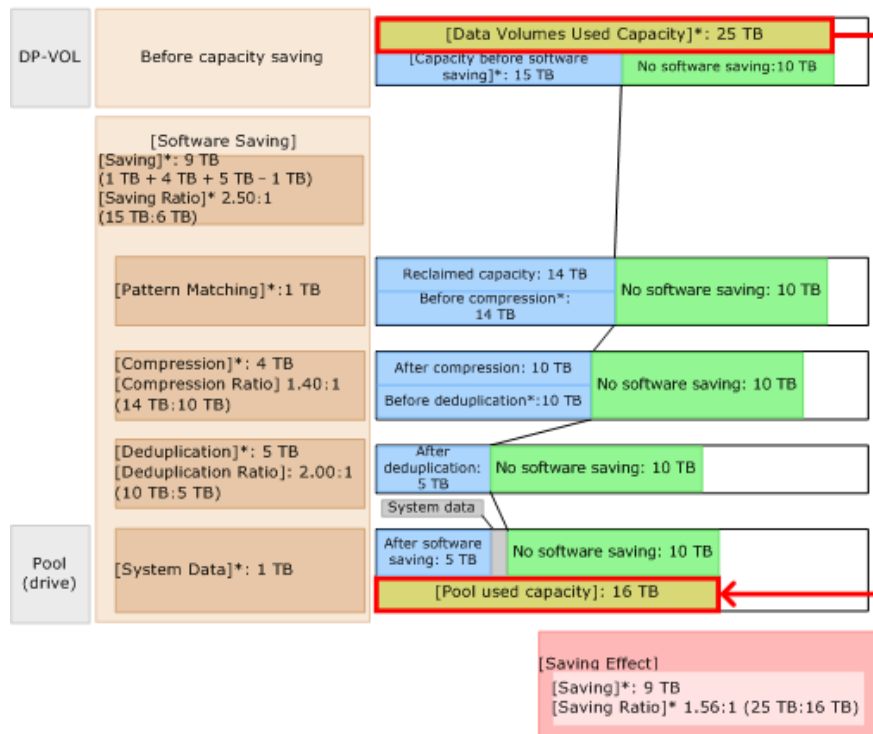 [Data Volumes Used Capacity]*: 25 TB
DP-VOL
Before capacity saving
[Capacity before software
saving]*: 15 TB
No software saving:10 TB
[Software Saving]
[Saving]*: 9 TB
(1 TB + 4 TB + 5 TB – 1 TB)
[Saving Ratio]* 2.50:1
(15 TB:6 TB)
[Pattern Matching]*:1 TB
Reclaimed capacity: 14 TB
Before compression*:
14 TB
No software saving: 10 TB
[Compression]*: 4 TB
[Compression Ratio] 1.40:1
(14 TB:10 TB)
After compression: 10 TB
Before deduplication*:10 TB
No software saving: 10 TB
[Deduplication]*: 5 TB
[Deduplication Ratio]: 2.00:1
(10 TB:5 TB)
After
deduplication:
5 TB
No software saving: 10 TB
System data
Pool
(drive)
[System Data]*: 1 TB
After software
saving: 5 TB
No software saving: 10 TB
[Pool used capacity]: 16 TB
[Saving Effect]
[Saving]*: 9 TB
[Saving Ratio]* 1.56:1 (25 TB:16 TB)